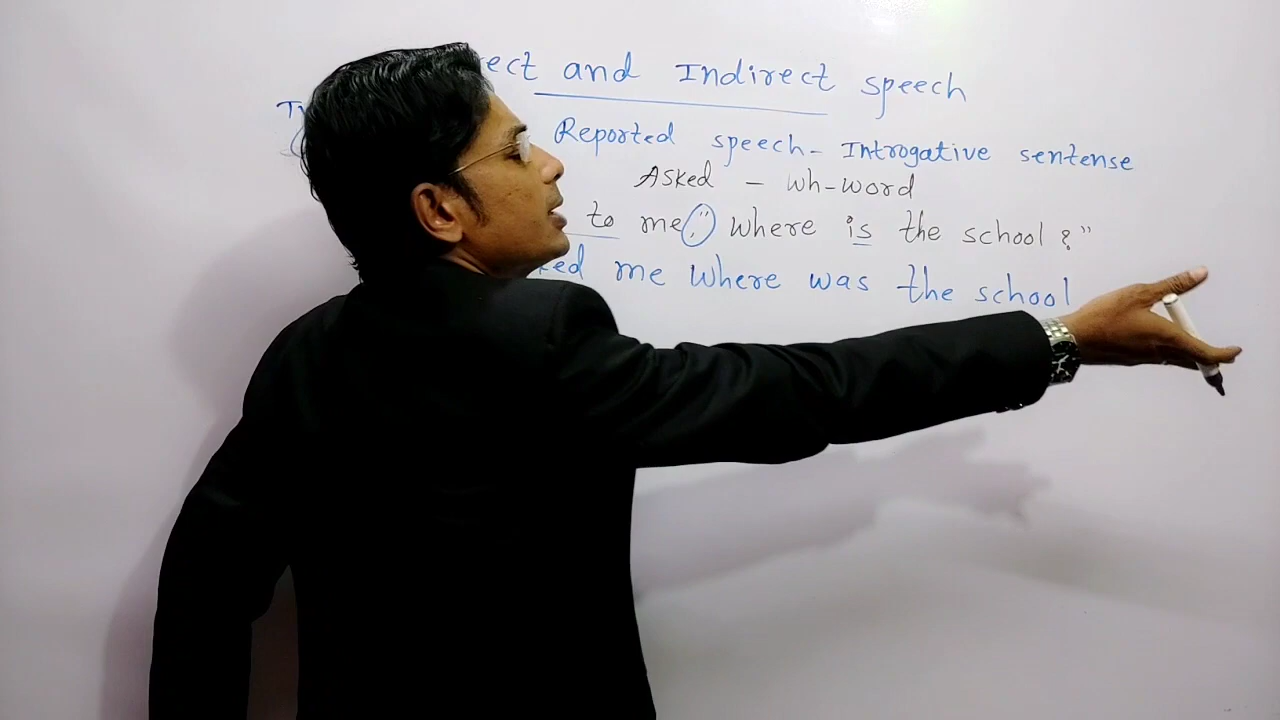 ect and Indirect speech
Reported speech - Introgative sentense
Asked - wh-word
to me," where is the school ?"
ked me where was the school